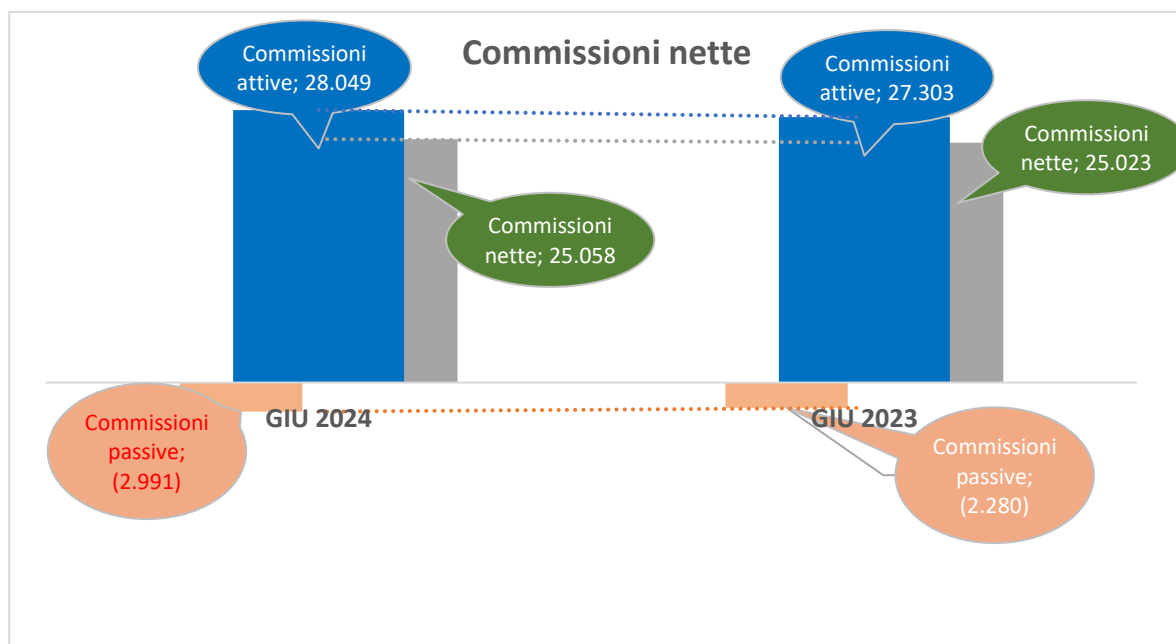 Commissioni nette
Commissioni
attive; 28.049
Commissioni
attive; 27.303
Commissioni
nette; 25.023
Commissioni
nette; 25.058
GIU 2024
GIU 2023
Commissioni
passive;
(2.991)
Commissioni
passive;
(2.280)